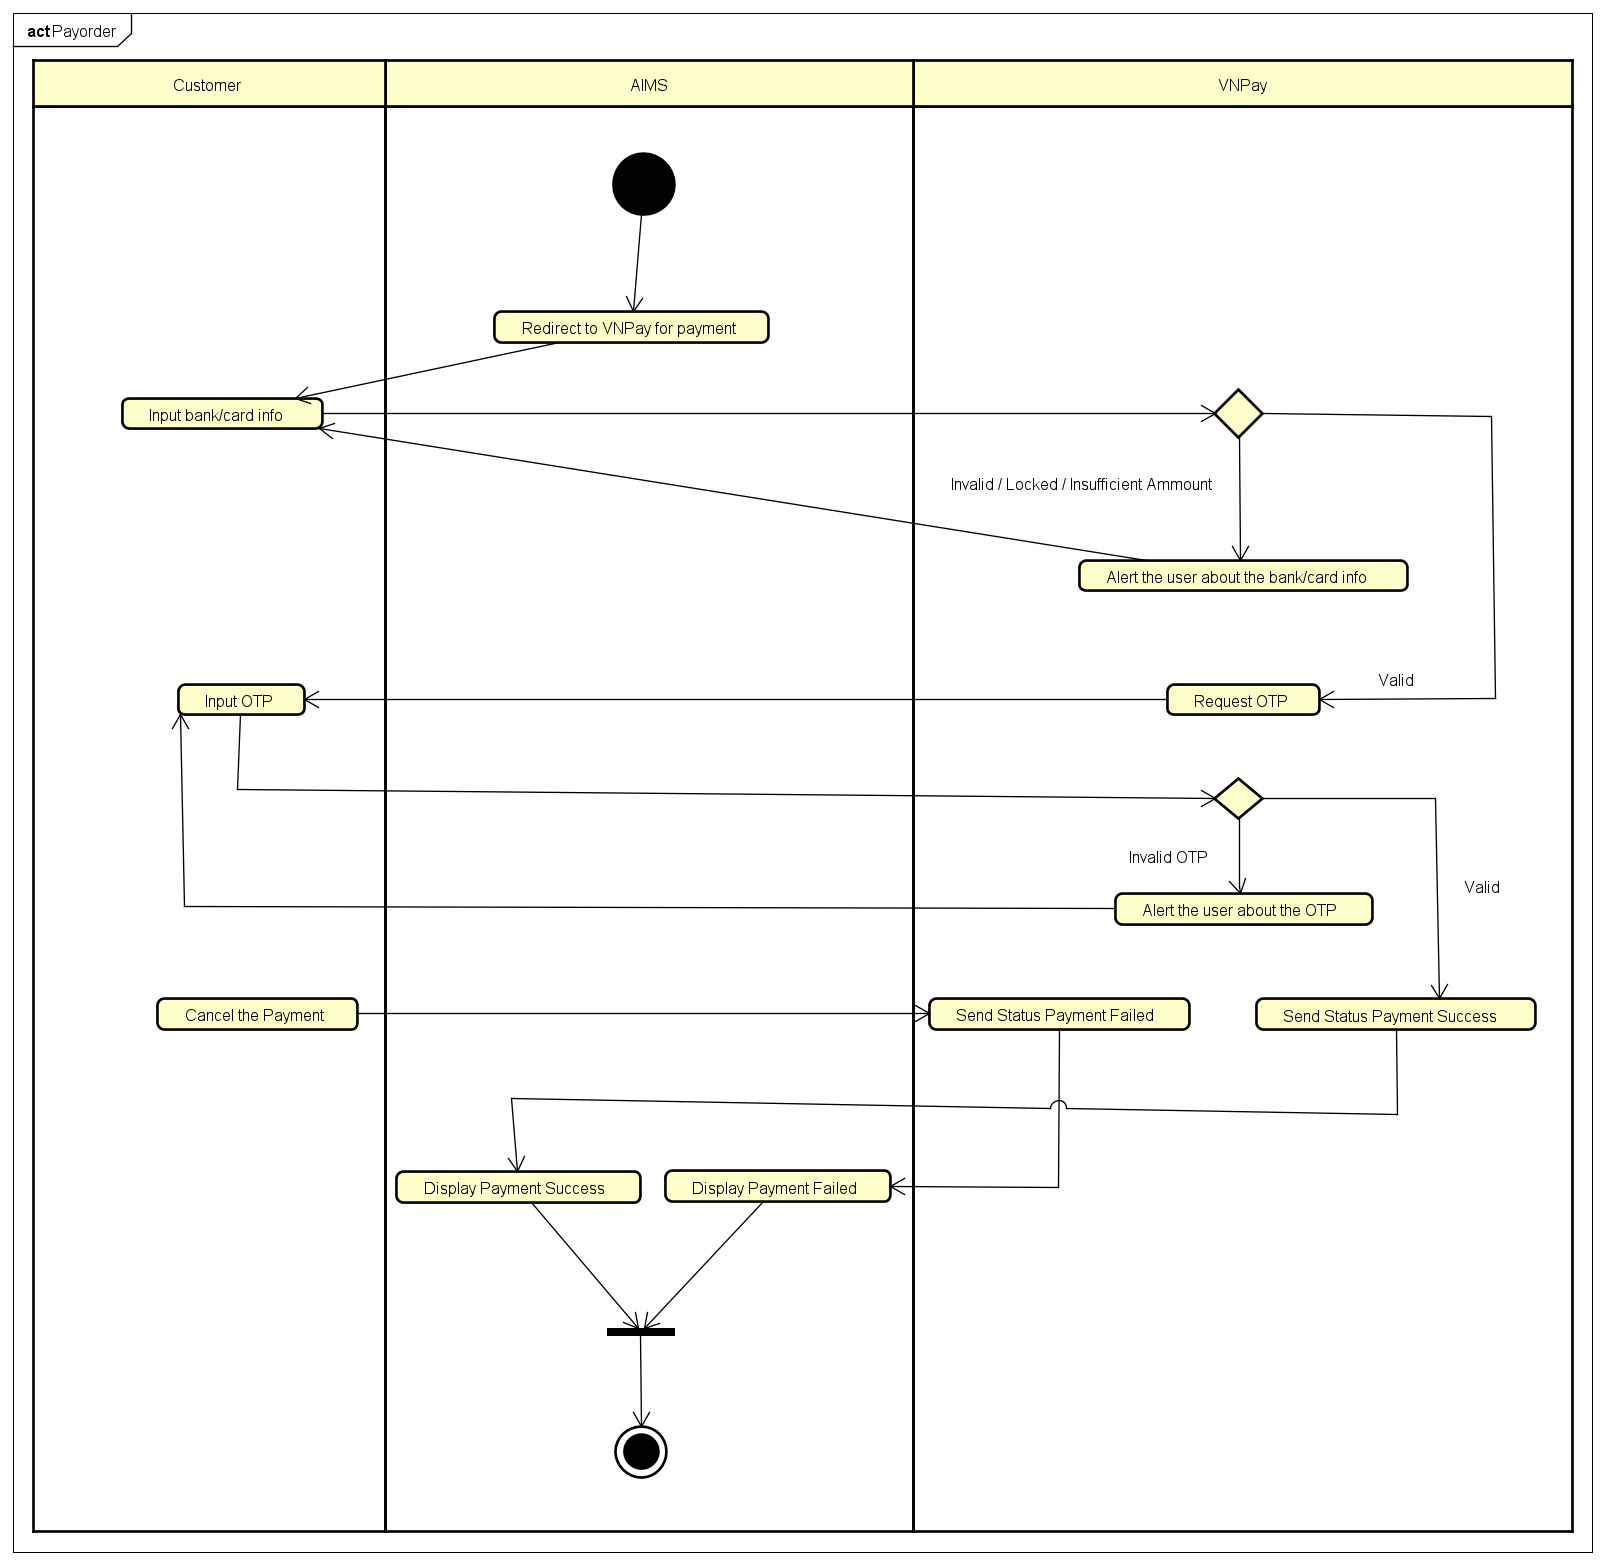 act Payorder
Customer
AIMS
VNPay
Redirect to VNPay for payment
Input bank/card info
Invalid / Locked / Insufficient Ammount
Alert the user about the bank/card info
Valid
Input OTP
Request OTP
Invalid OTP
Valid
Alert the user about the OTP
Cancel the Payment
Send Status Payment Failed
Send Status Payment Success
Display Payment Success
Display Payment Failed